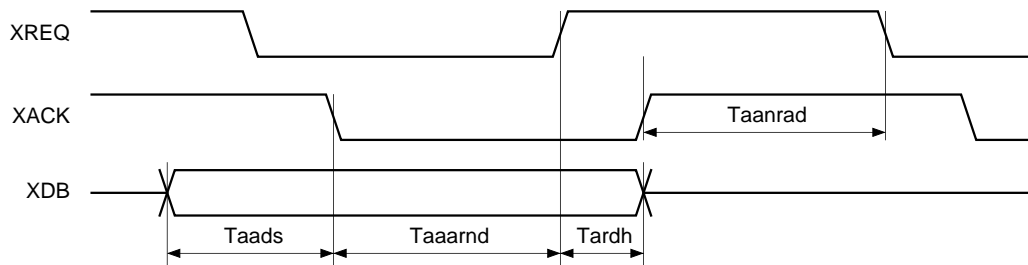 XREQ
XACK
Taanrad
XDB
Taads
Taaarnd
Tardh